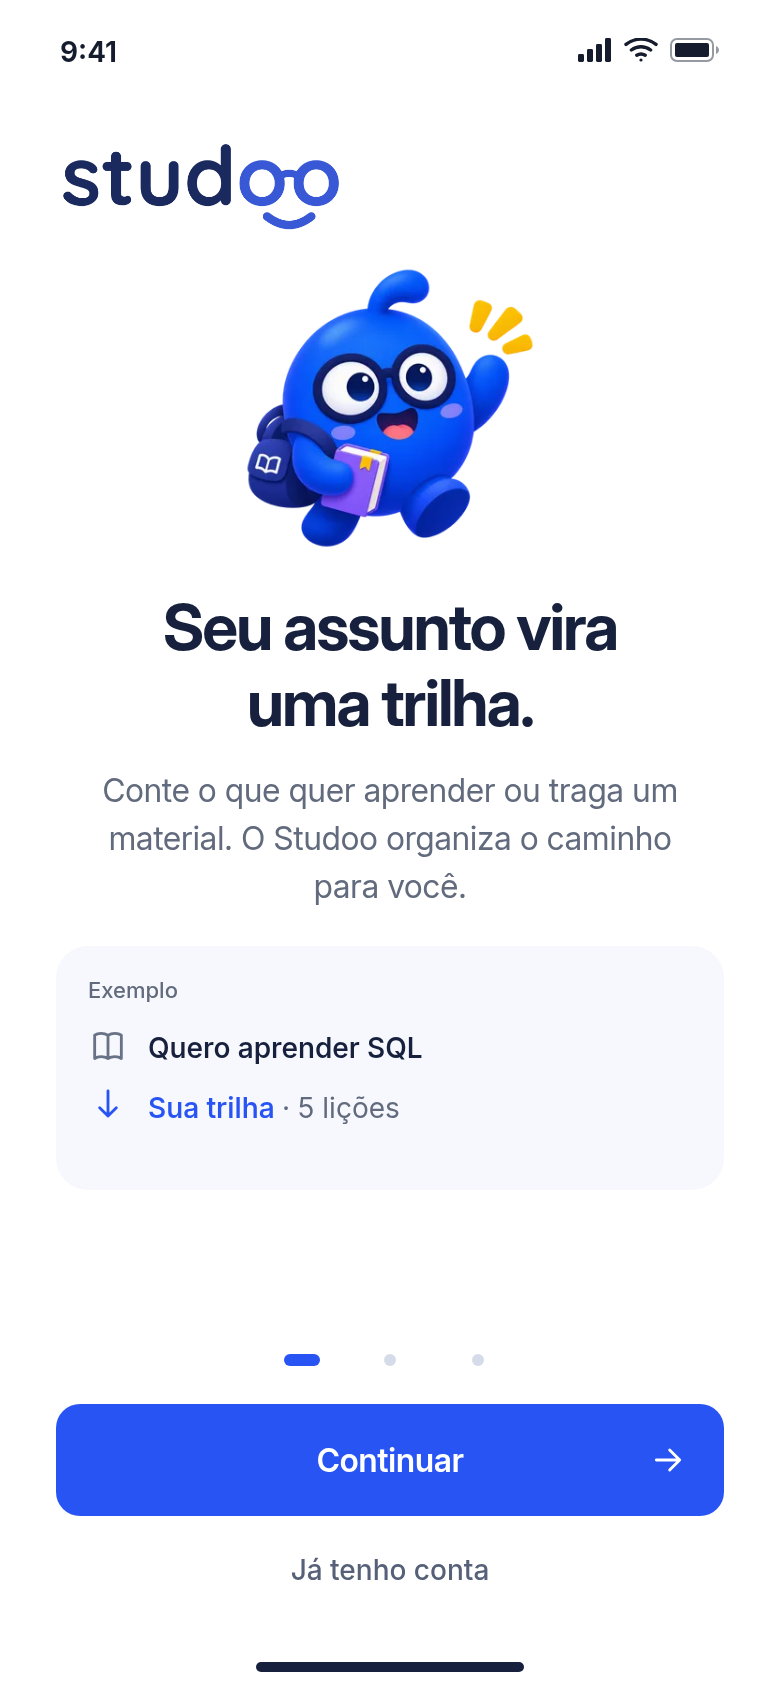 9:41
studoo
Seu assunto vira
uma trilha.
Conte o que quer aprender ou traga um
material. O Studoo organiza o caminho
para você.
Exemplo
Quero aprender SQL
Sua trilha · 5 lições
Continuar
Já tenho conta